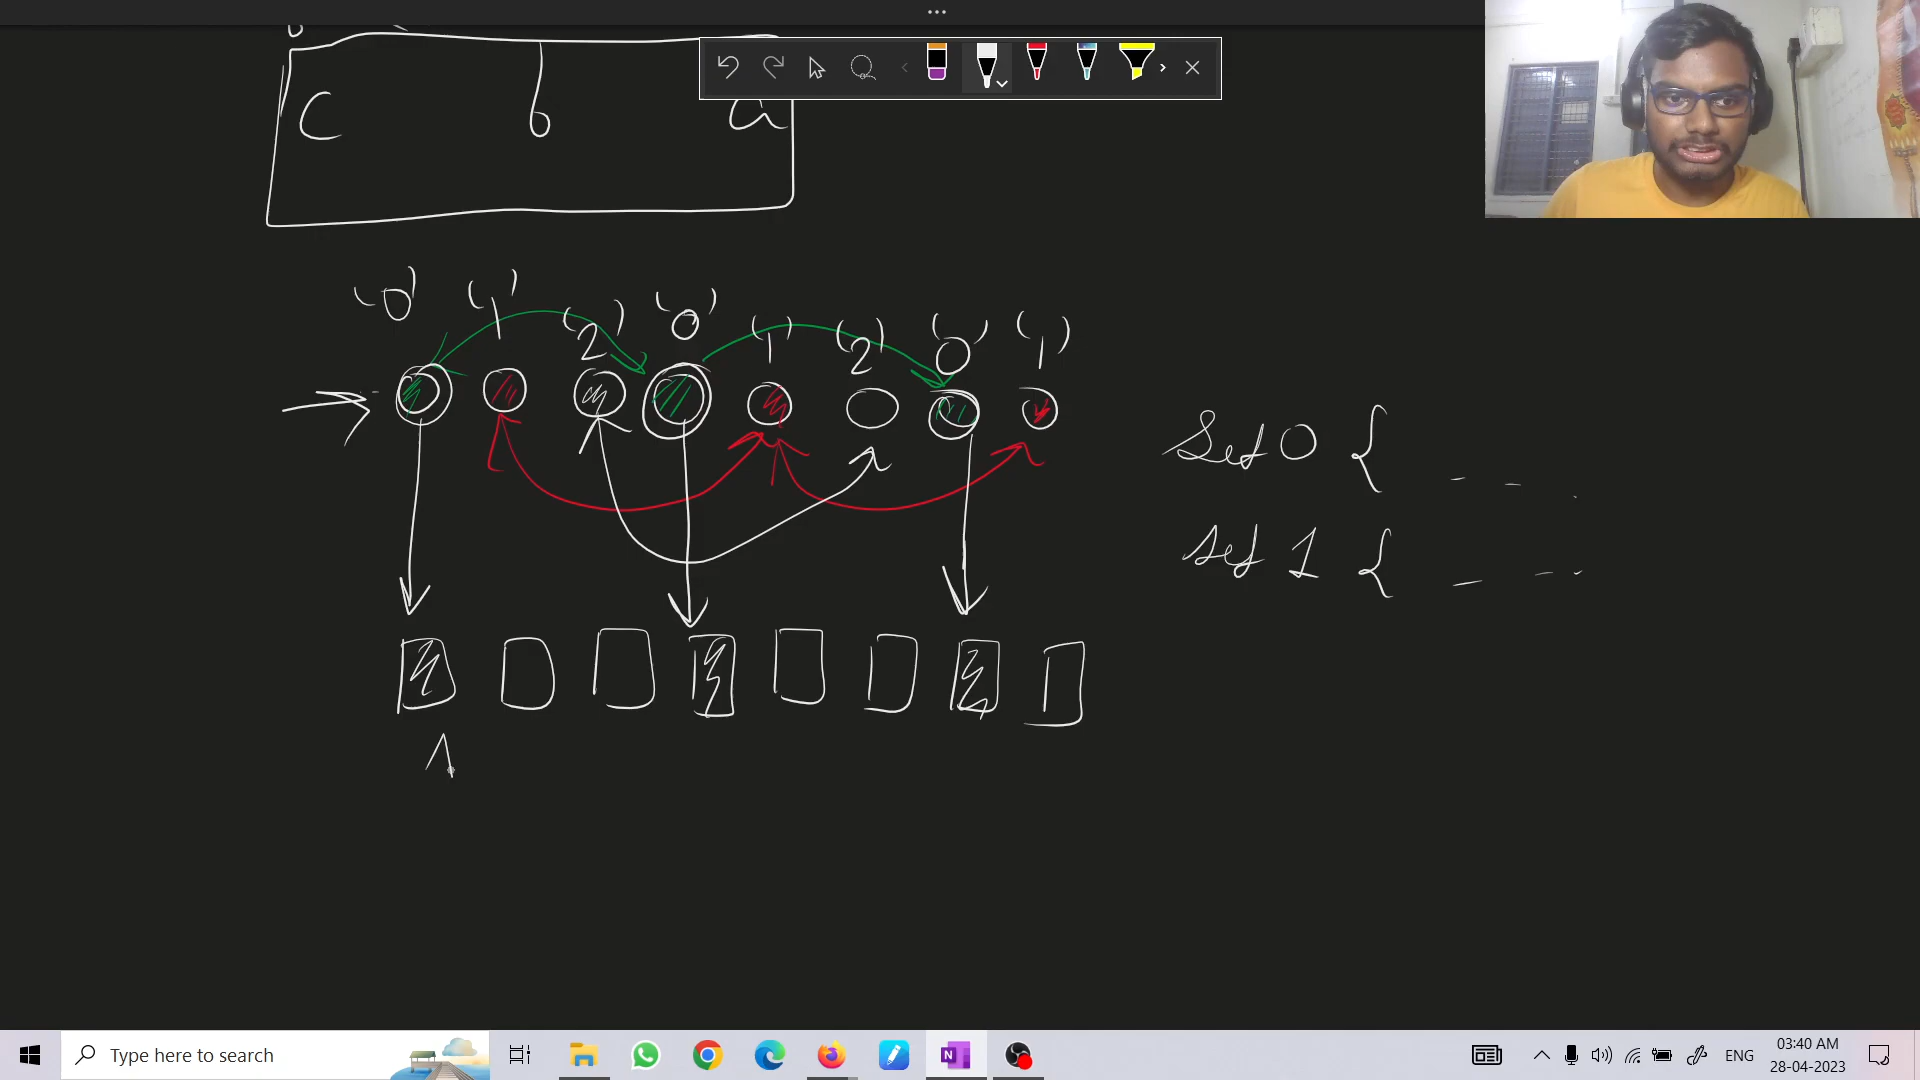 C b a
'0' '1' '2' '0' '1' '2' '0' '1'
Set 0 { _ _ .
set 1 { _ _ ..
Type here to search
ENG
03:40 AM
28-04-2023